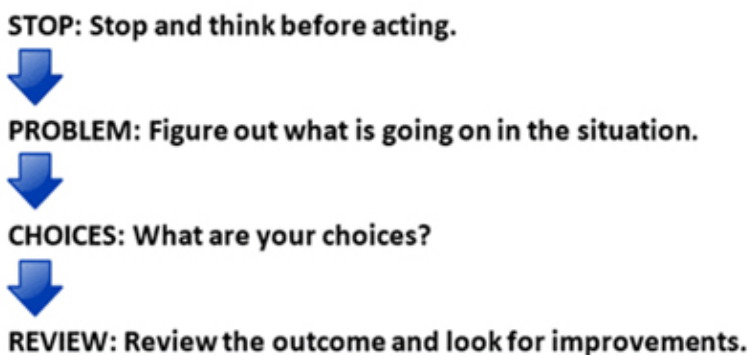 STOP: Stop and think before acting.
PROBLEM: Figure out what is going on in the situation.
CHOICES: What are your choices?
REVIEW: Review the outcome and look for improvements.